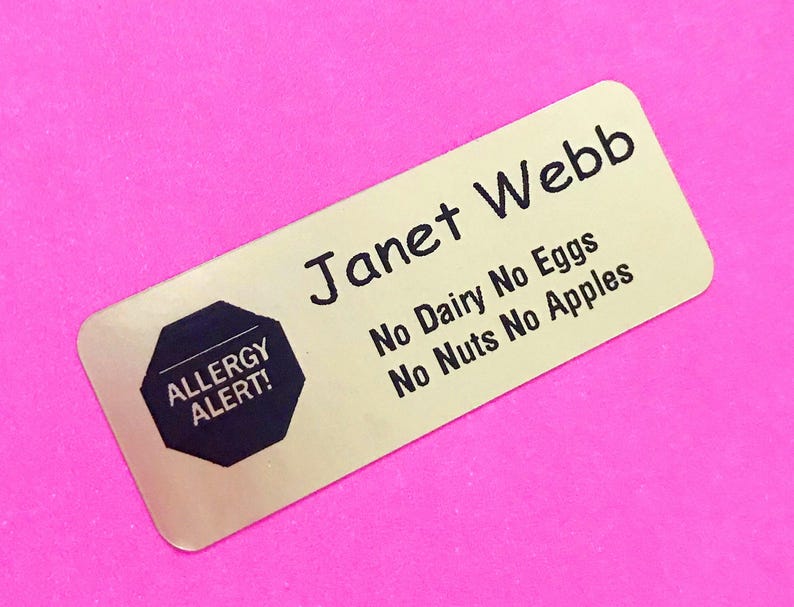 Janet Webb
No Dairy No Eggs
No Nuts No Apples
ALLERGY
ALERT!